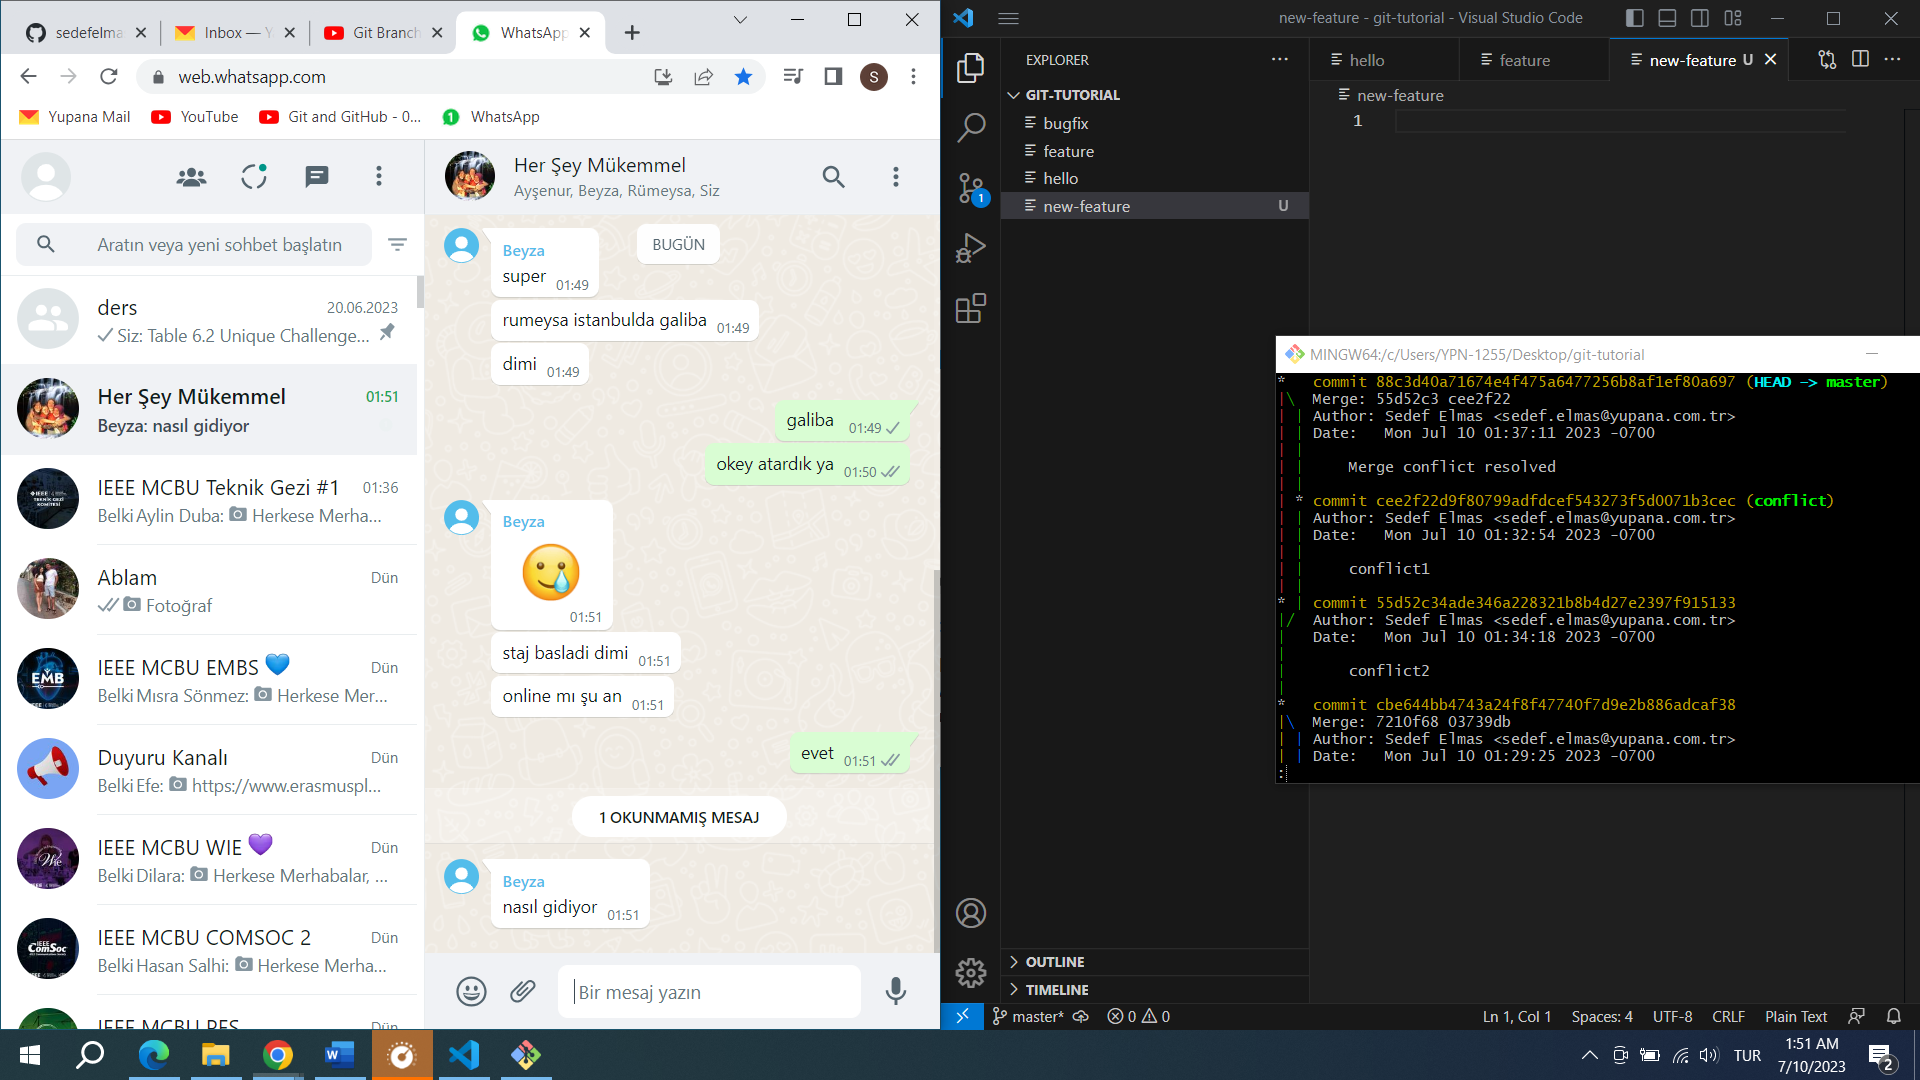 sedefelma
Inbox — Y
Git Branch
WhatsApp
web.whatsapp.com
S
Yupana Mail
YouTube
Git and GitHub - 0...
WhatsApp
Aratın veya yeni sohbet başlatın
ders
20.06.2023
Siz: Table 6.2 Unique Challenge...
Her Şey Mükemmel
01:51
Beyza: nasıl gidiyor
IEEE MCBU Teknik Gezi #1
01:36
Belki Aylin Duba: Herkese Merha...
Ablam
Dün
Fotoğraf
IEEE MCBU EMBS 💙
Dün
Belki Mısra Sönmez: Herkese Mer...
EMB
Duyuru Kanalı
Dün
Belki Efe: https://www.erasmuspl...
IEEE MCBU WIE 💜
Dün
Belki Dilara: Herkese Merhabalar, ...
IEEE MCBU COMSOC 2
Dün
Belki Hasan Salhi: Herkese Merha...
ComSoc
IEEE MCBU PES
Dün
Her Şey Mükemmel
Ayşenur, Beyza, Rümeysa, Siz
BUGÜN
Beyza
super 01:49
rumeysa istanbulda galiba 01:49
dimi 01:49
galiba 01:49
okey atardık ya 01:50
Beyza
🥲
01:51
staj basladi dimi 01:51
online mı şu an 01:51
evet 01:51
1 OKUNMAMIŞ MESAJ
Beyza
nasıl gidiyor 01:51
Bir mesaj yazın
new-feature - git-tutorial - Visual Studio Code
EXPLORER
GIT-TUTORIAL
bugfix
feature
hello
new-feature U
1
OUTLINE
TIMELINE
hello
feature
new-feature U
new-feature
1
MINGW64:/c/Users/YPN-1255/Desktop/git-tutorial
* commit 88c3d40a71674e4f475a6477256b8af1ef80a697 (HEAD -> master)
|\ Merge: 55d52c3 cee2f22
| | Author: Sedef Elmas <sedef.elmas@yupana.com.tr>
| | Date: Mon Jul 10 01:37:11 2023 -0700
| |
| | Merge conflict resolved
| |
| * commit cee2f22d9f80799adfdcef543273f5d0071b3cec (conflict)
| | Author: Sedef Elmas <sedef.elmas@yupana.com.tr>
| | Date: Mon Jul 10 01:32:54 2023 -0700
| |
| | conflict1
| |
* | commit 55d52c34ade346a228321b8b4d27e2397f915133
|/ Author: Sedef Elmas <sedef.elmas@yupana.com.tr>
| Date: Mon Jul 10 01:34:18 2023 -0700
|
| conflict2
|
* commit cbe644bb4743a24f8f47740f7d9e2b886adcaf38
|\ Merge: 7210f68 03739db
| | Author: Sedef Elmas <sedef.elmas@yupana.com.tr>
| | Date: Mon Jul 10 01:29:25 2023 -0700
:
master*
0 0
Ln 1, Col 1
Spaces: 4
UTF-8
CRLF
Plain Text
TUR
1:51 AM
7/10/2023
2